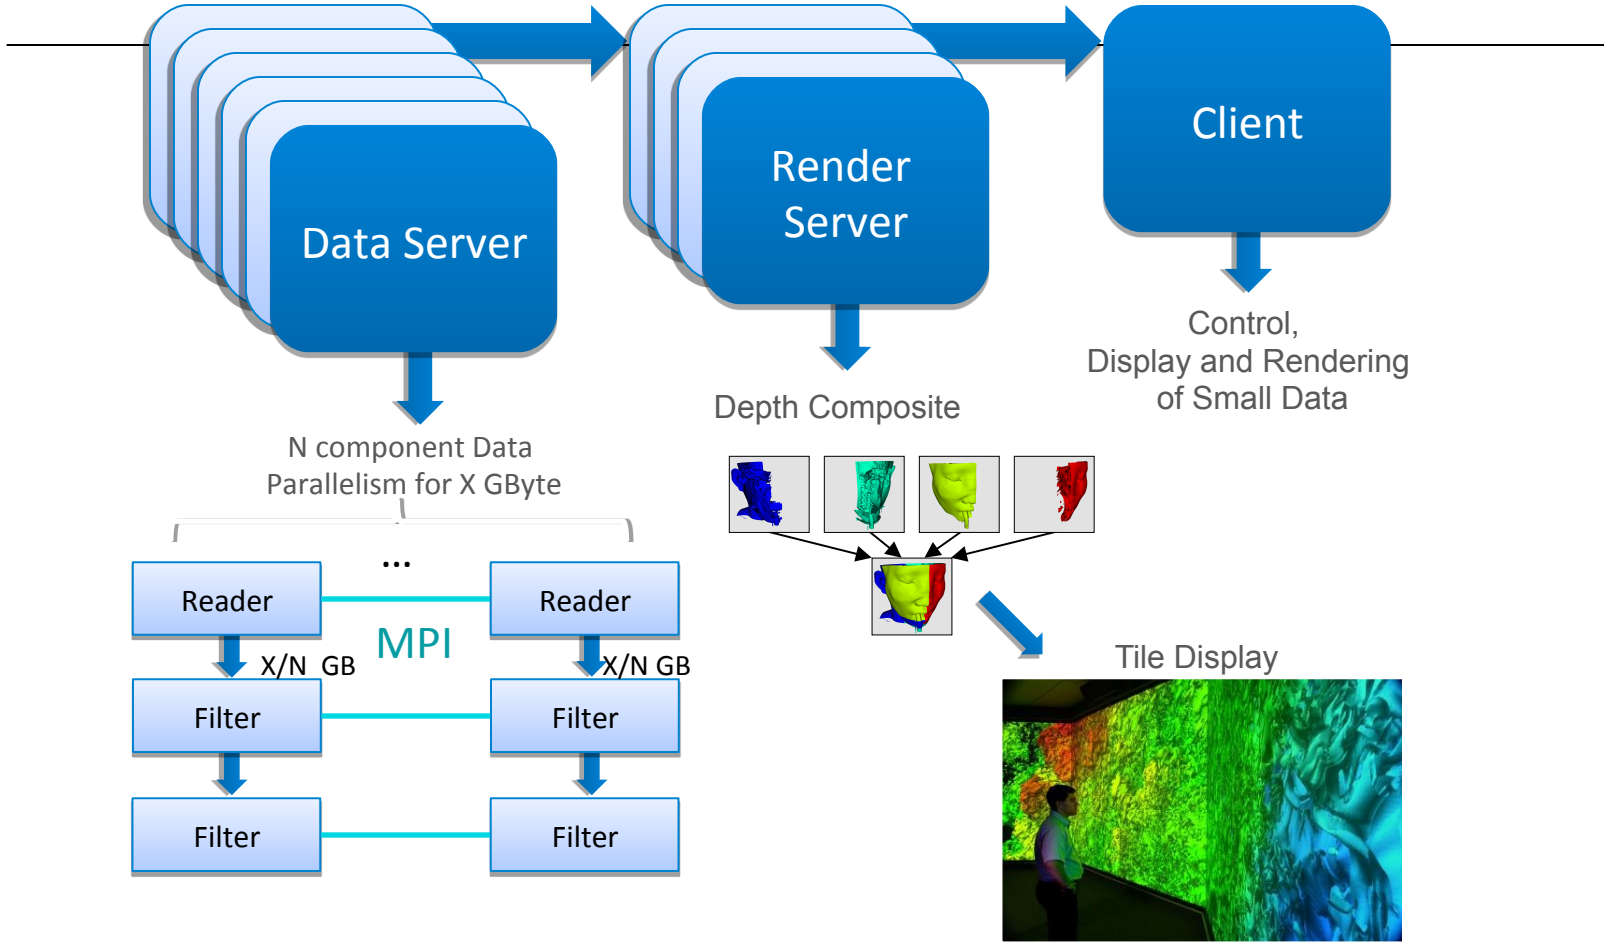 Data Server
Render
Server
Client
Control,
Display and Rendering
of Small Data
Depth Composite
N component Data
Parallelism for X GByte
...
Reader
Reader
MPI
X/N GB
X/N GB
Filter
Filter
Filter
Filter
Tile Display